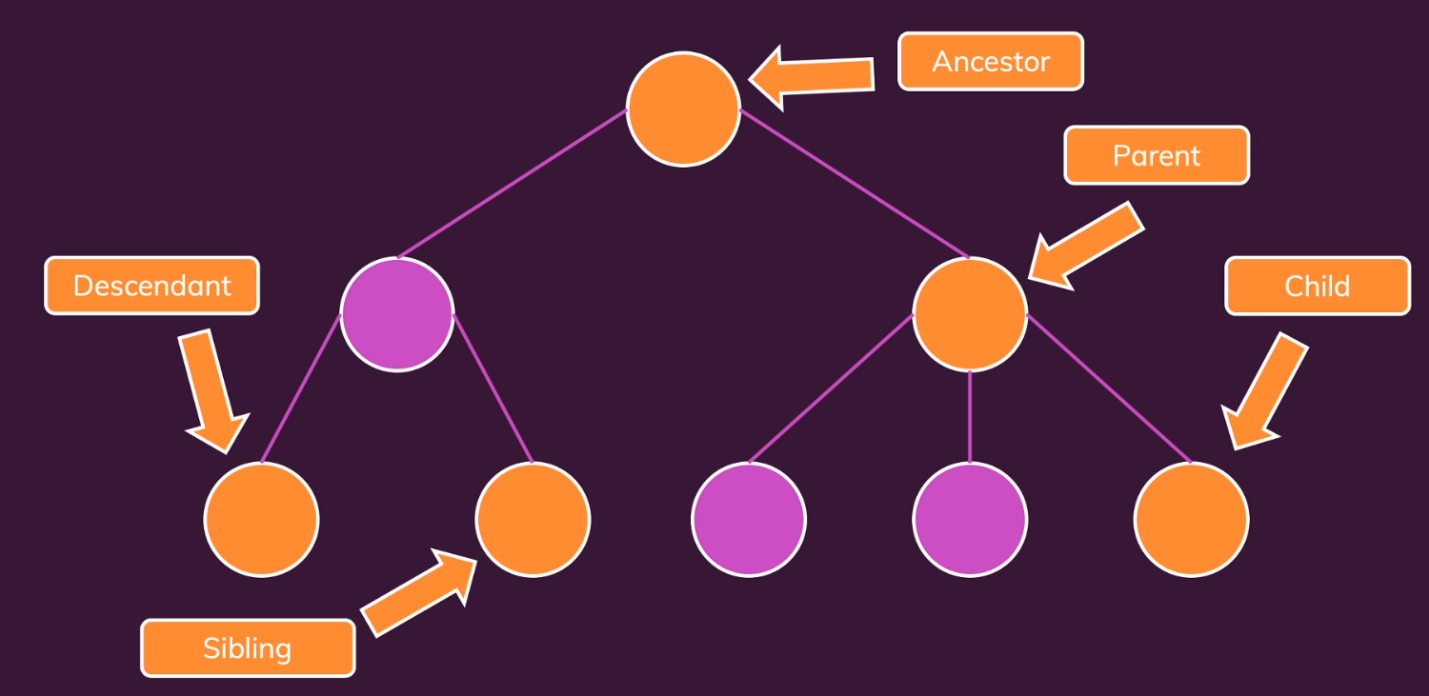 Ancestor
Parent
Descendant
Child
Sibling